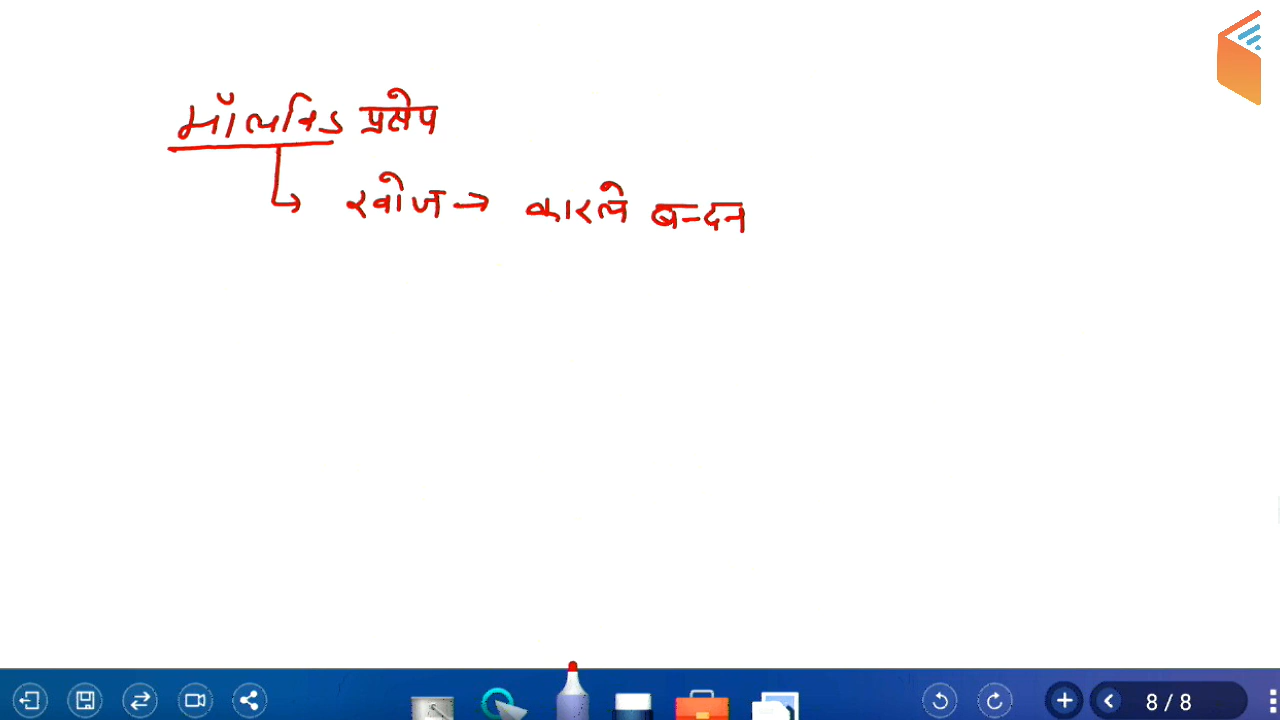 मॉलविड प्रक्षेप
खोज → कारले बन्दन
8 / 8